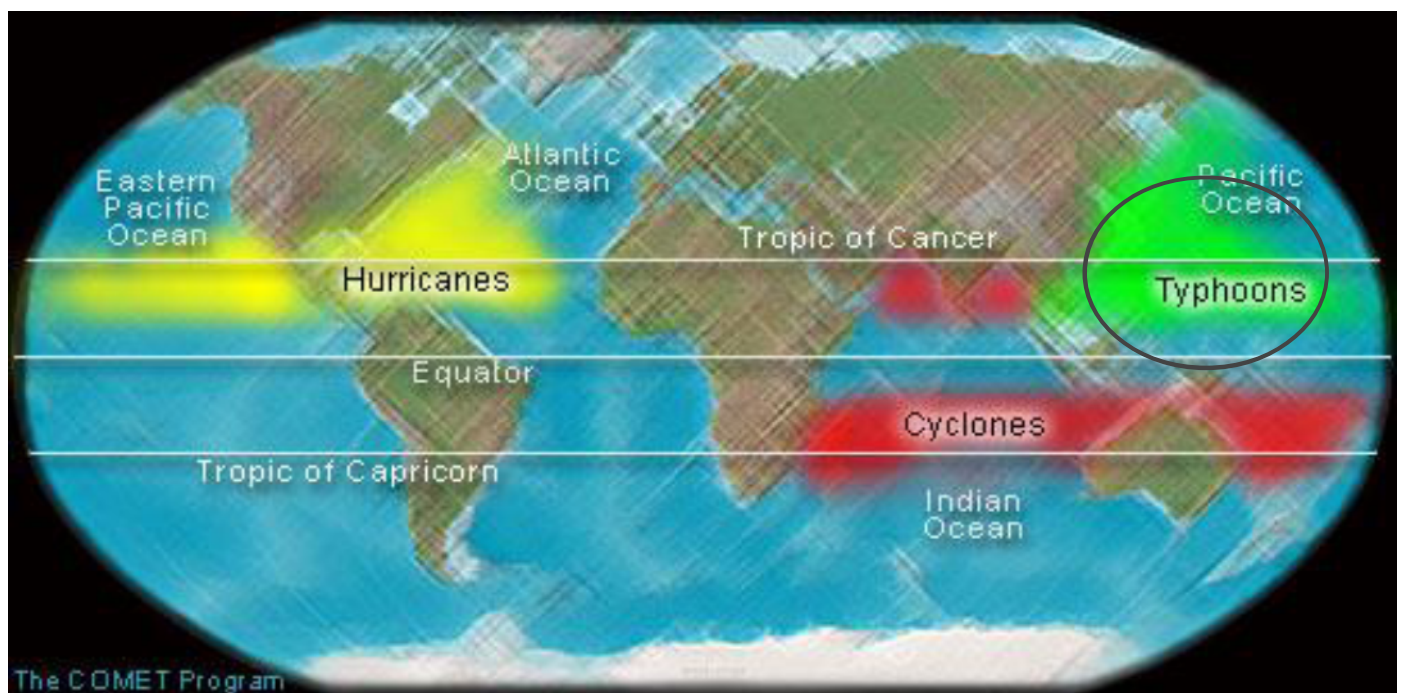 Eastern
Pacific
Ocean
Atlantic
Ocean
Pacific
Ocean
Tropic of Cancer
Hurricanes
Typhoons
Equator
Cyclones
Tropic of Capricorn
Indian
Ocean
The COMET Program